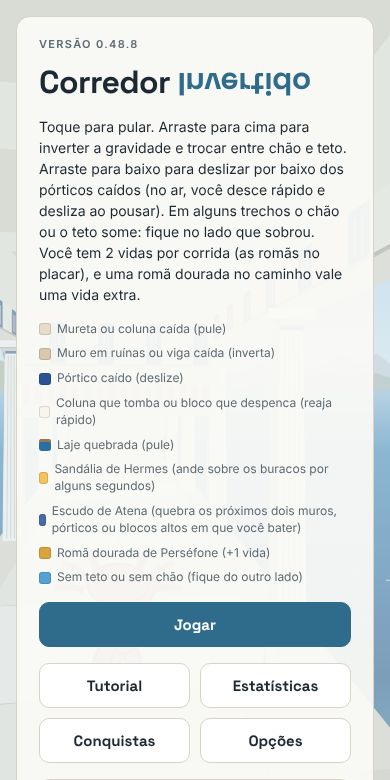 VERSÃO 0.48.8
Corredor Invertido
Toque para pular. Arraste para cima para
inverter a gravidade e trocar entre chão e teto.
Arraste para baixo para deslizar por baixo dos
pórticos caídos (no ar, você desce rápido e
desliza ao pousar). Em alguns trechos o chão
ou o teto some: fique no lado que sobrou.
Você tem 2 vidas por corrida (as romãs no
placar), e uma romã dourada no caminho vale
uma vida extra.
Mureta ou coluna caída (pule)
Muro em ruínas ou viga caída (inverta)
Pórtico caído (deslize)
Coluna que tomba ou bloco que despenca (reaja
rápido)
Laje quebrada (pule)
Sandália de Hermes (ande sobre os buracos por
alguns segundos)
Escudo de Atena (quebra os próximos dois muros,
pórticos ou blocos altos em que você bater)
Romã dourada de Perséfone (+1 vida)
Sem teto ou sem chão (fique do outro lado)
Jogar
Tutorial
Estatísticas
Conquistas
Opções